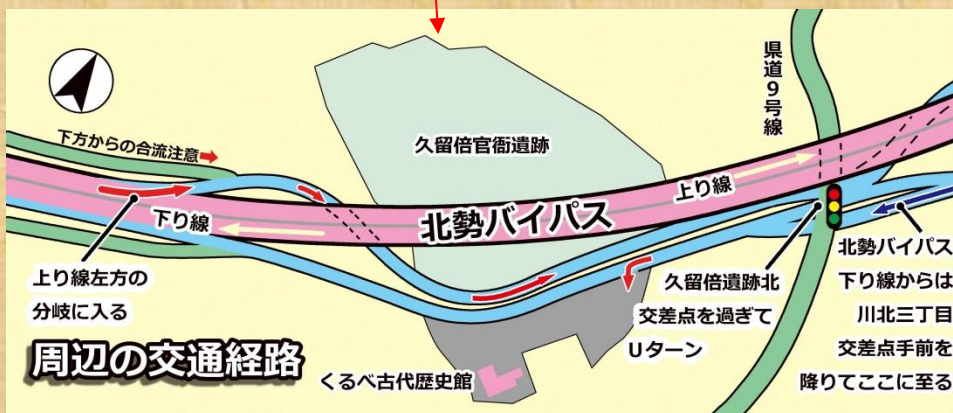 県道９号線
下方からの合流注意
久留倍官衙遺跡
上り線
下り線
北勢バイパス
上り線左方の
分岐に入る
久留倍遺跡北
交差点を過ぎて
Uターン
北勢バイパス
下り線からは
川北三丁目
交差点手前を
降りてここに至る
周辺の交通経路
くるべ古代歴史館